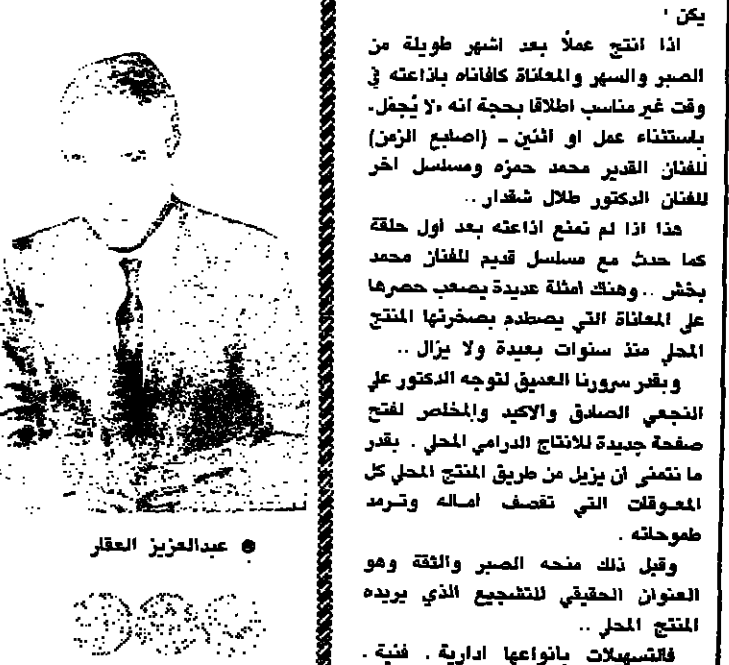 يكن '
اذا انتج عملاً بعد اشهر طويلة من
الصبر والسهر والمعاناة كافاناه باذاعته في
وقت غير مناسب اطلاقا بحجة انه «لا يُجفل.
باستثناء عمل او اثنين ـ (اصابع الزمن)
للفنان القدير محمد حمزه ومسلسل اخر
للفنان الدكتور طلال شقدار ..
هذا اذا لم تمنع اذاعته بعد أول حلقة
كما حدث مع مسلسل قديم للفنان محمد
بخش .. وهناك امثلة عديدة يصعب حصرها
على المعاناة التي يصطدم بصخرتها المنتج
المحلي منذ سنوات بعيدة ولا يزال ..
وبقدر سرورنا العميق لتوجه الدكتور علي
النجعي الصادق والاكيد والمخلص لفتح
صفحة جديدة للانتاج الدرامي المحلي . بقدر
ما نتمنى أن يزيل من طريق المنتج المحلي كل
المعوقات التي تقصف اماله وترمد
طموحاته .
وقبل ذلك منحه الصبر والثقة وهو
العنوان الحقيقي للتشجيع الذي يريده
المنتج المحلي ..
فالتسهيلات بانواعها ادارية . فنية .
● عبدالعزيز العقار